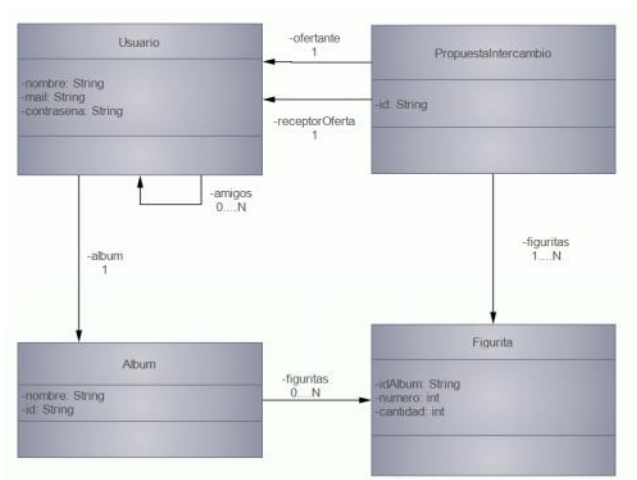 Usuario
-nombre: String
-mail: String
-contrasena: String
-ofertante
1
-receptorOferta
1
PropuestaIntercambio
-id: String
-amigos
0....N
-album
1
-figuritas
1....N
Album
-nombre: String
-id: String
-figuritas
0....N
Figurita
-idAlbum: String
-numero: int
-cantidad: int